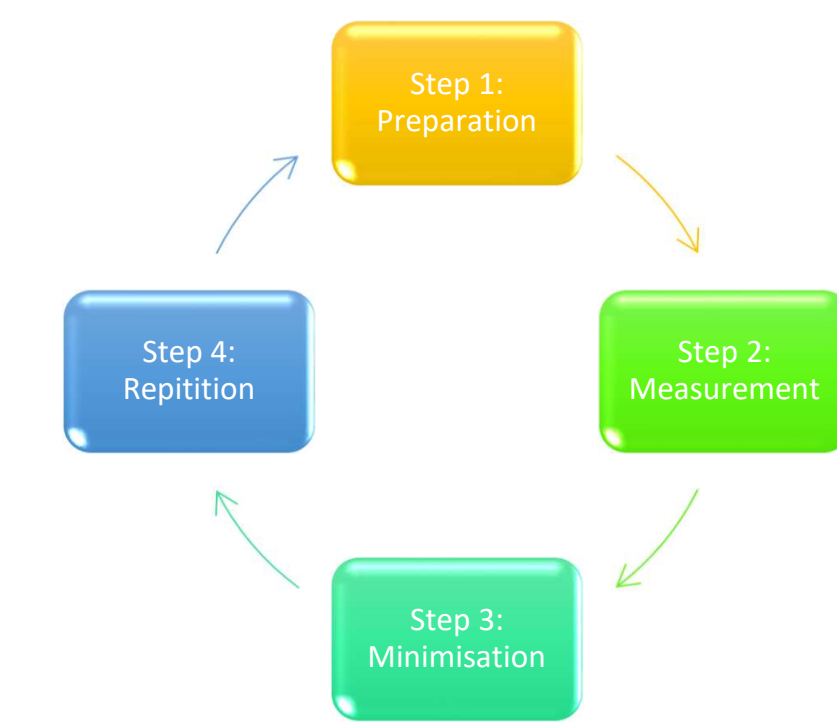 Step 1:
Preparation
Step 2:
Measurement
Step 3:
Minimisation
Step 4:
Repitition